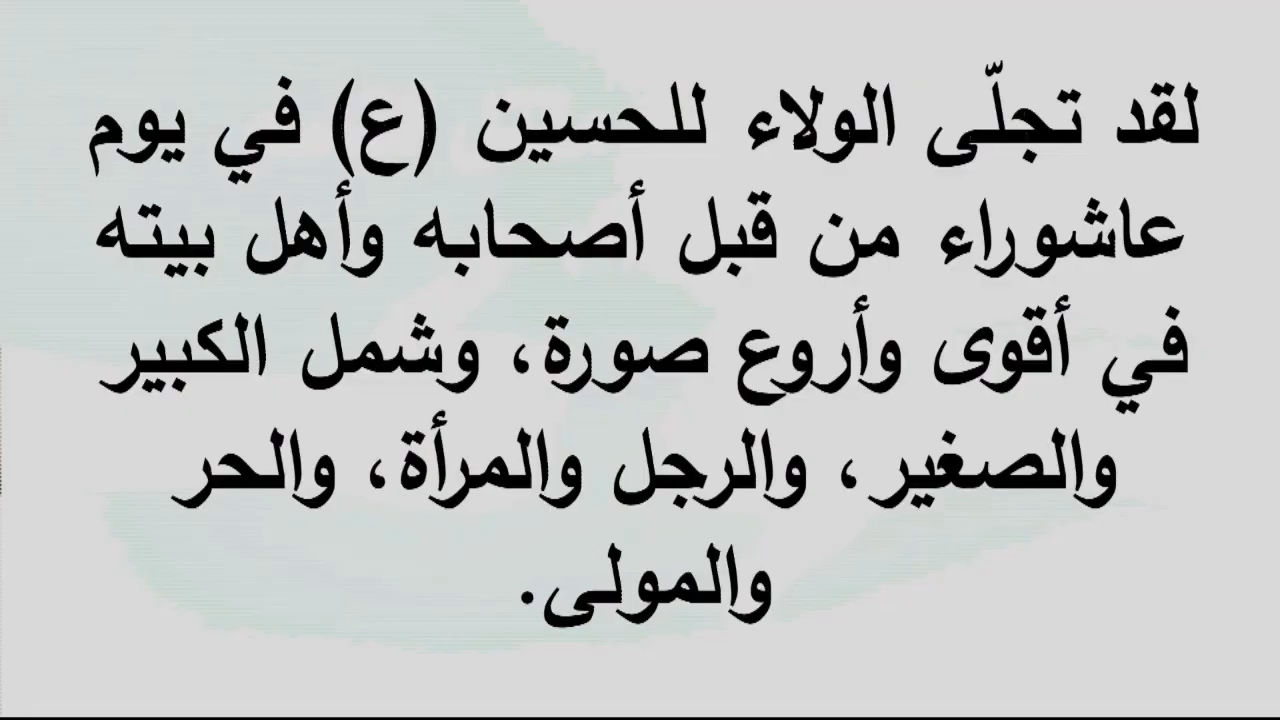 لقد تجلّى الولاء للحسين (ع) في يوم
عاشوراء من قبل أصحابه وأهل بيته
في أقوى وأروع صورة، وشمل الكبير
والصغير، والرجل والمرأة، والحر
والمولى.